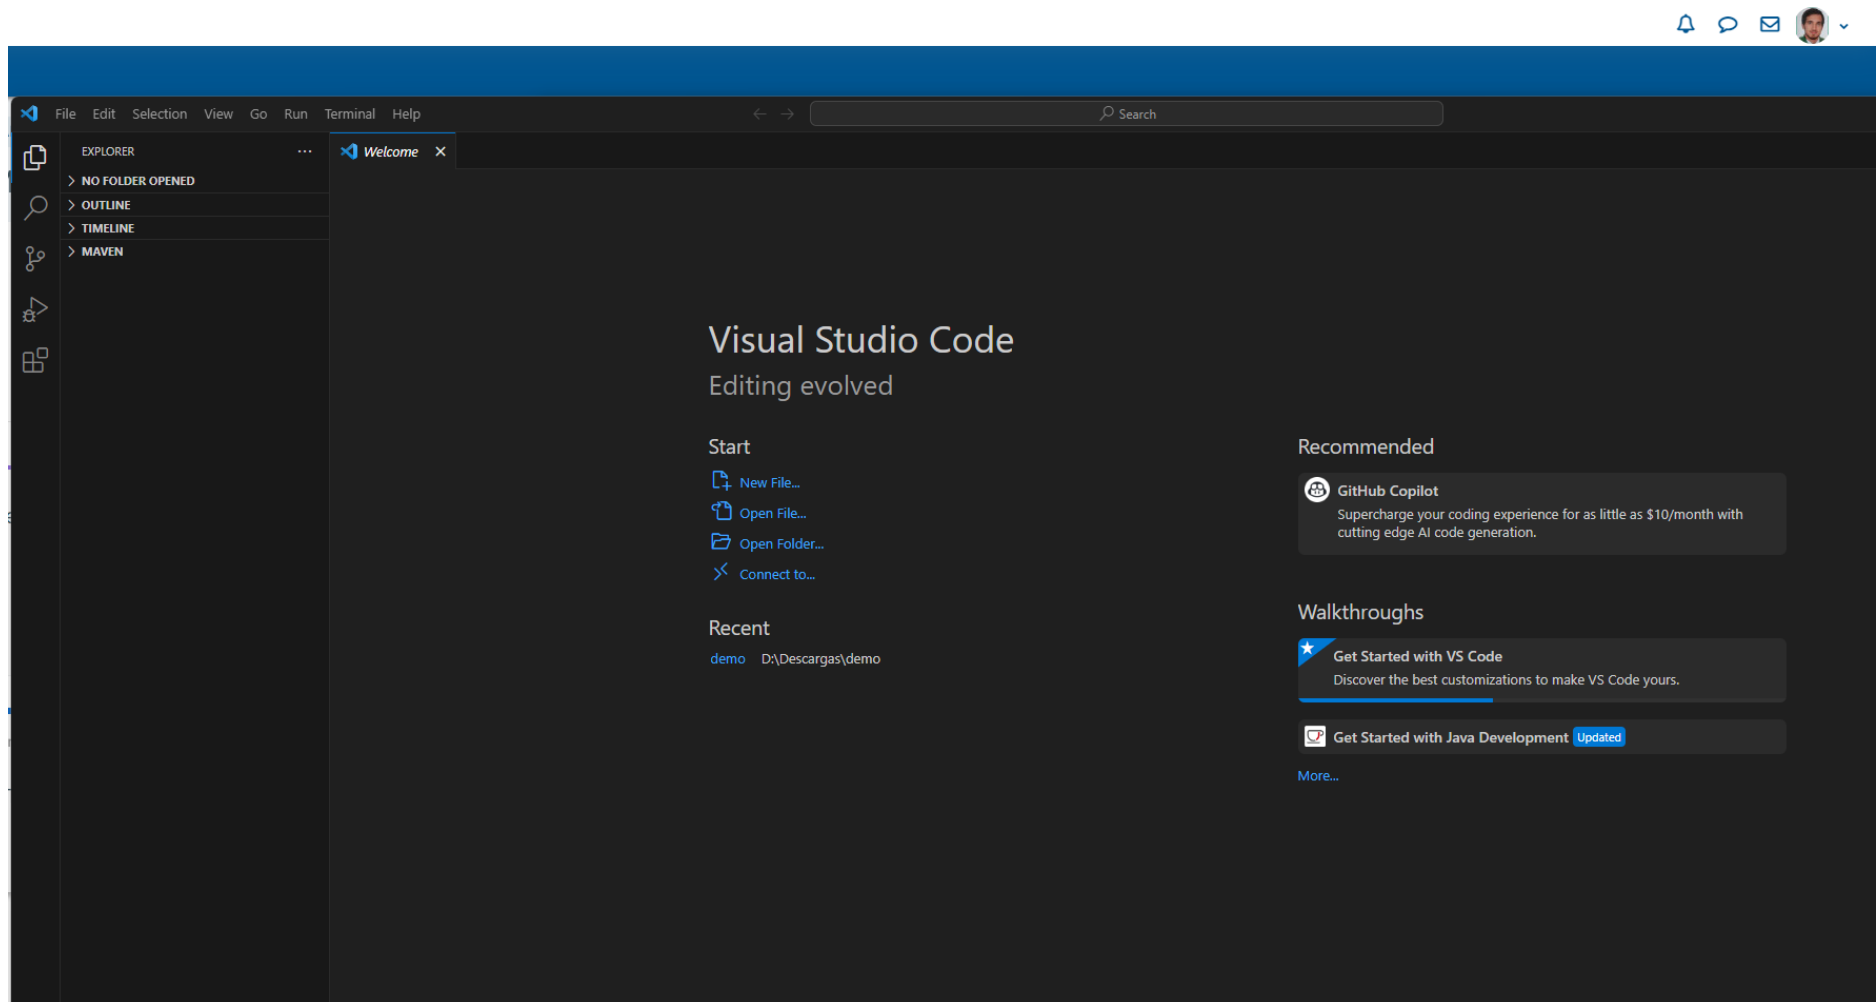 File Edit Selection View Go Run Terminal Help
Search
EXPLORER
Welcome
NO FOLDER OPENED
OUTLINE
TIMELINE
MAVEN
Visual Studio Code
Editing evolved
Start
New File...
Open File...
Open Folder...
Connect to...
Recent
demo D:\Descargas\demo
Recommended
GitHub Copilot
Supercharge your coding experience for as little as $10/month with
cutting edge AI code generation.
Walkthroughs
Get Started with VS Code
Discover the best customizations to make VS Code yours.
Get Started with Java Development Updated
More...